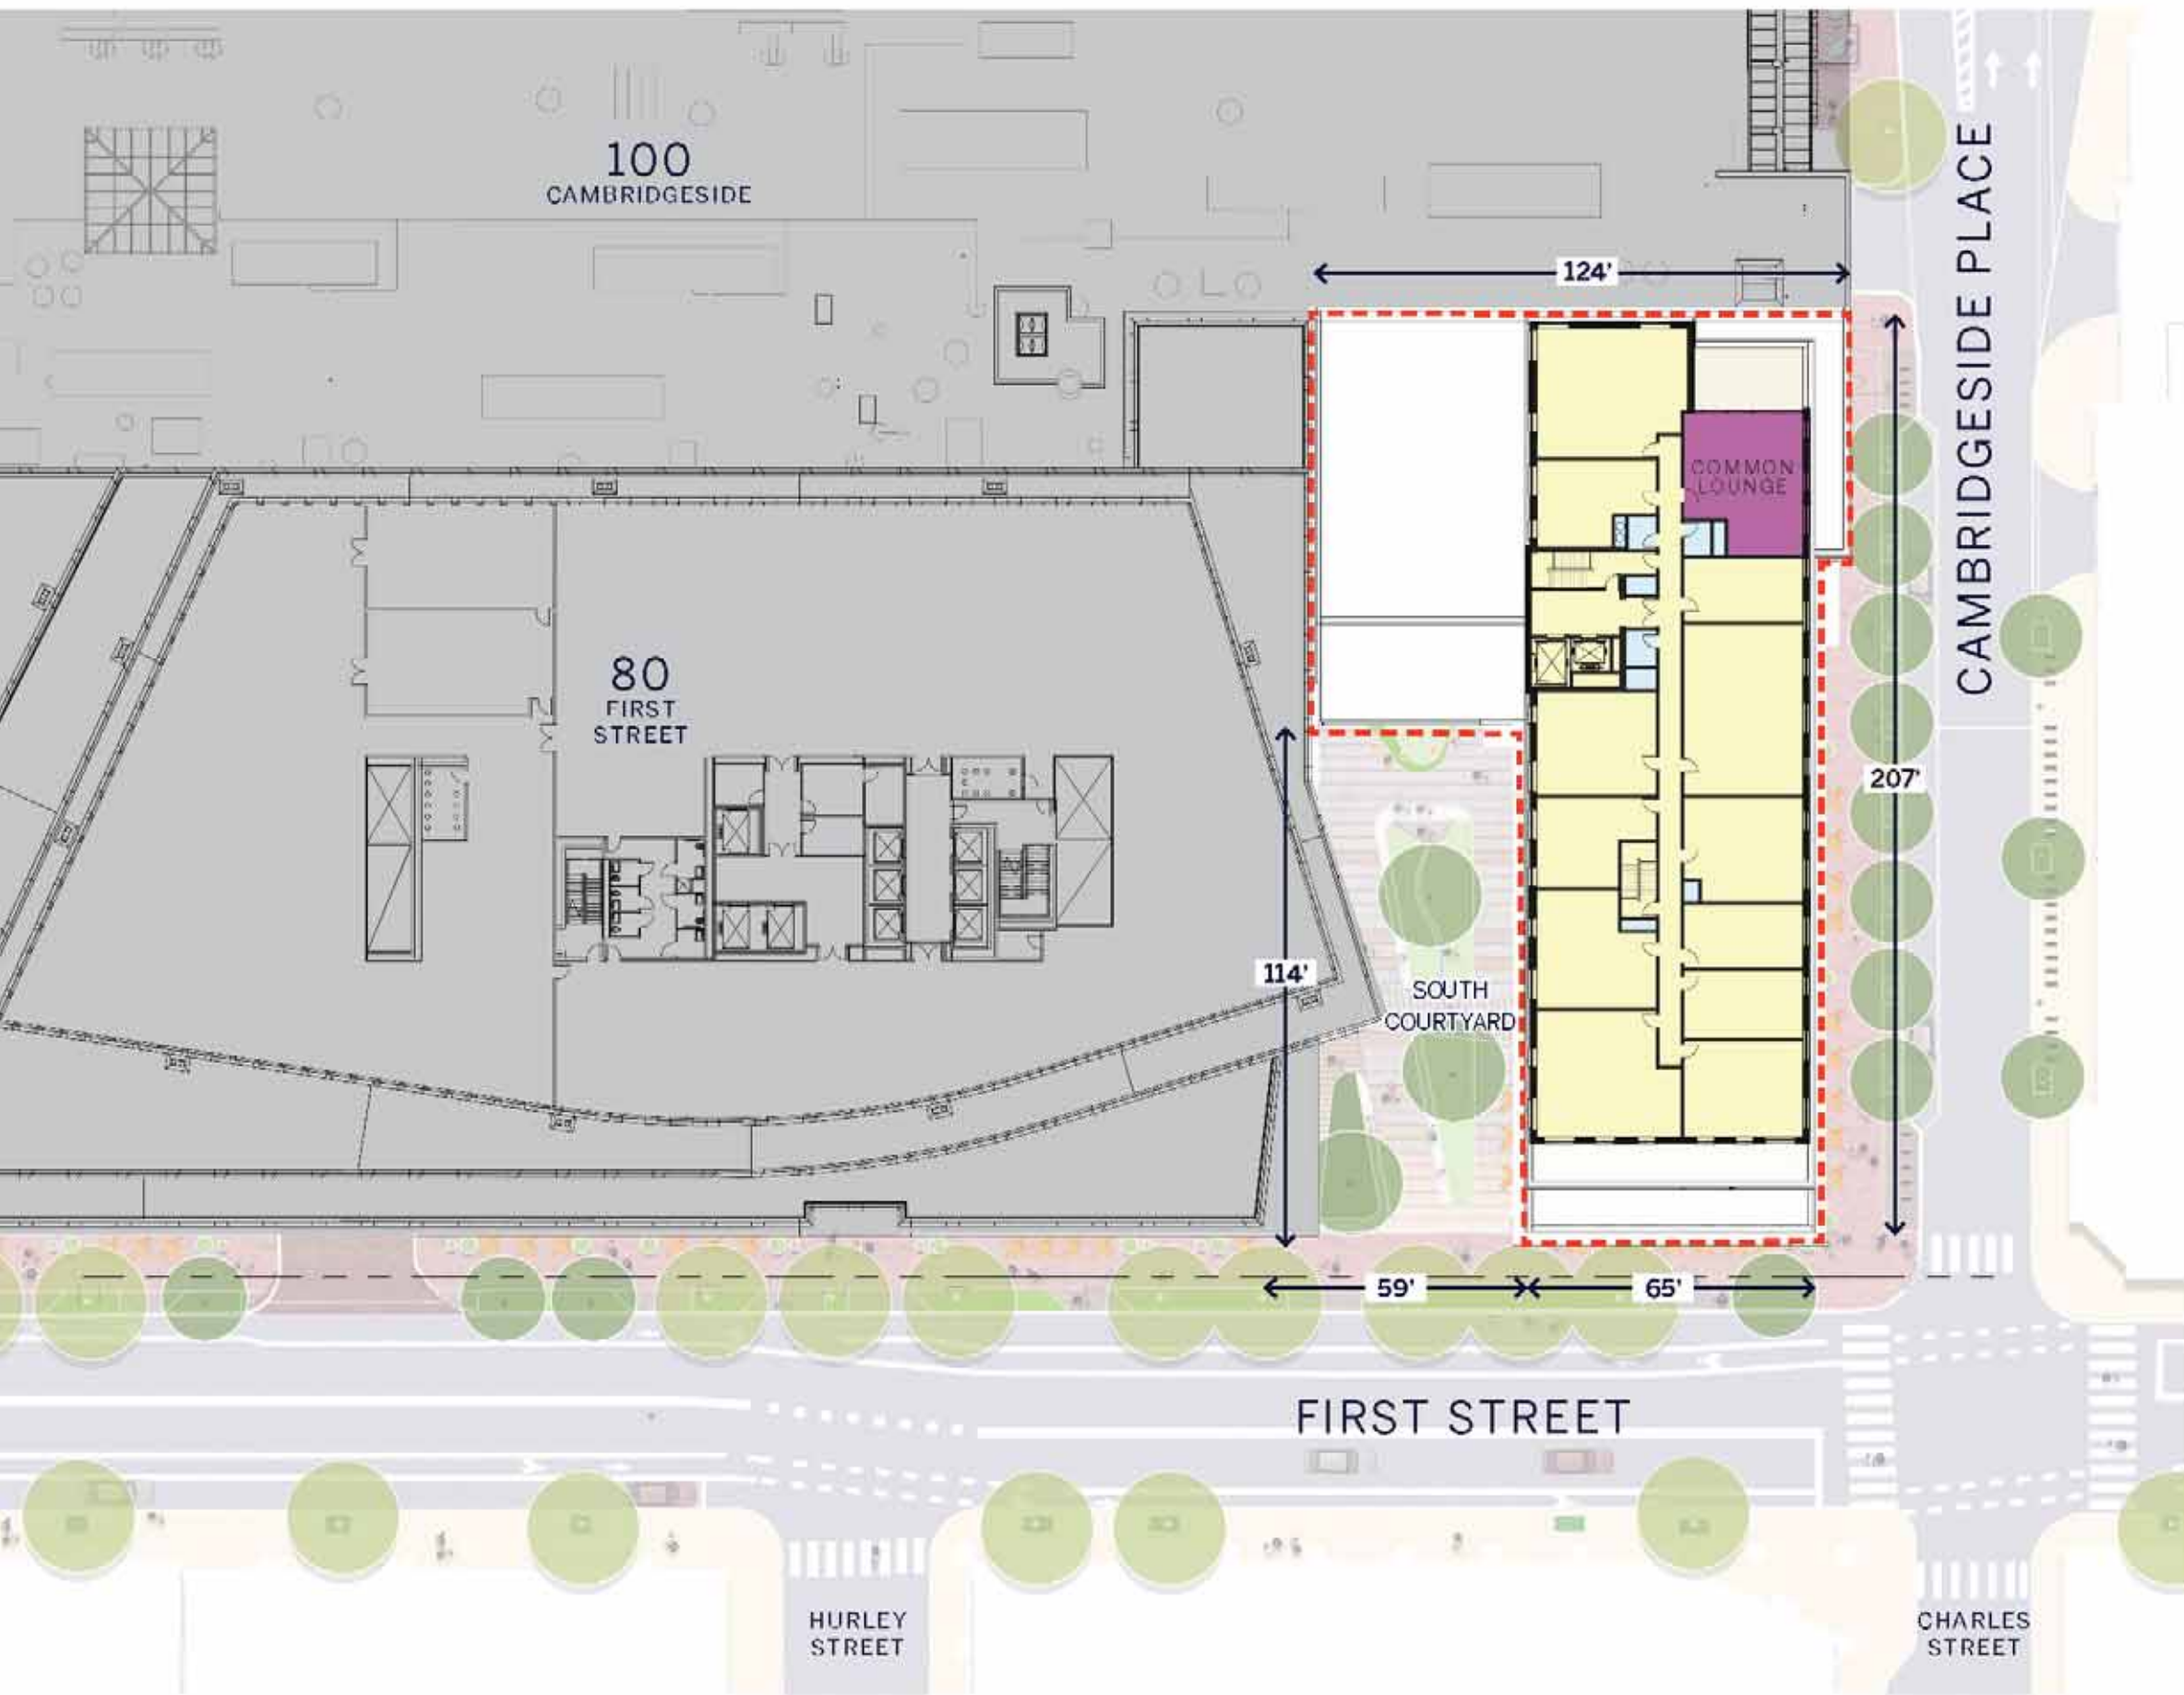 100
CAMBRIDGESIDE
CAMBRIDGESIDE PLACE
124'
COMMON
LOUNGE
80
FIRST
STREET
207'
114'
SOUTH
COURTYARD
59'
65'
FIRST STREET
HURLEY
STREET
CHARLES
STREET